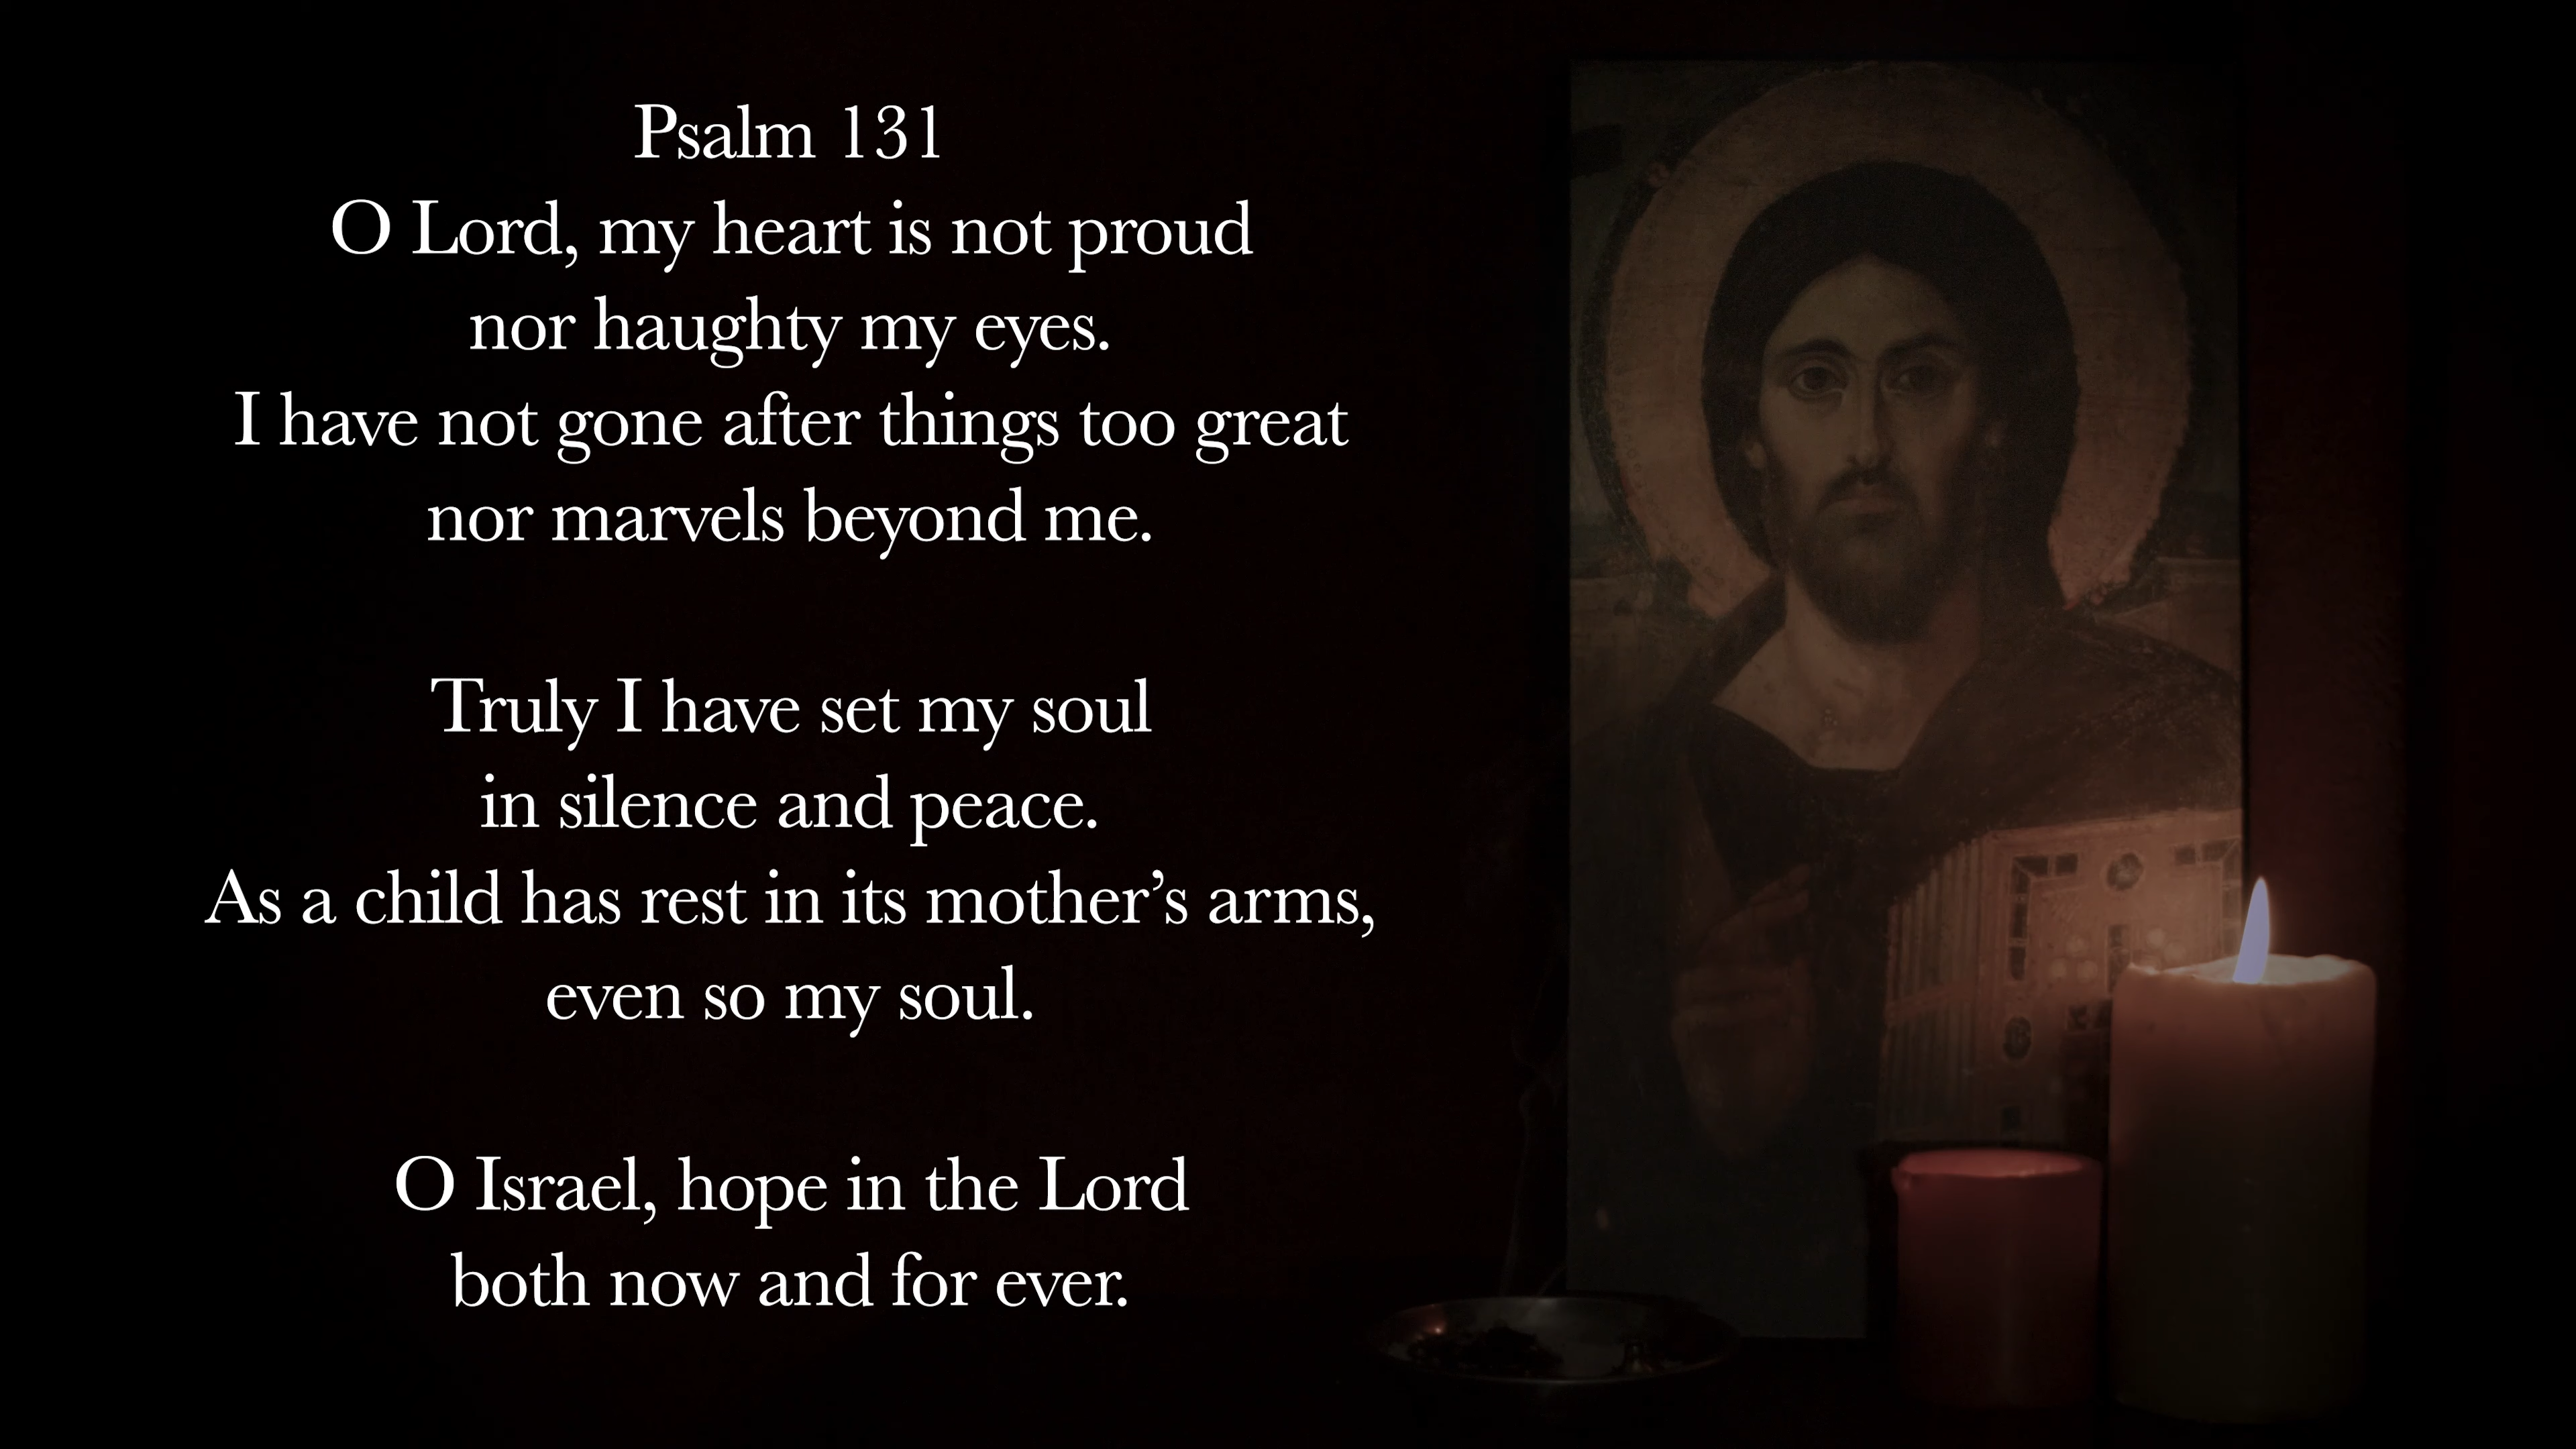 Psalm 131
O Lord, my heart is not proud
nor haughty my eyes.
I have not gone after things too great
nor marvels beyond me.
Truly I have set my soul
in silence and peace.
As a child has rest in its mother’s arms,
even so my soul.
O Israel, hope in the Lord
both now and for ever.